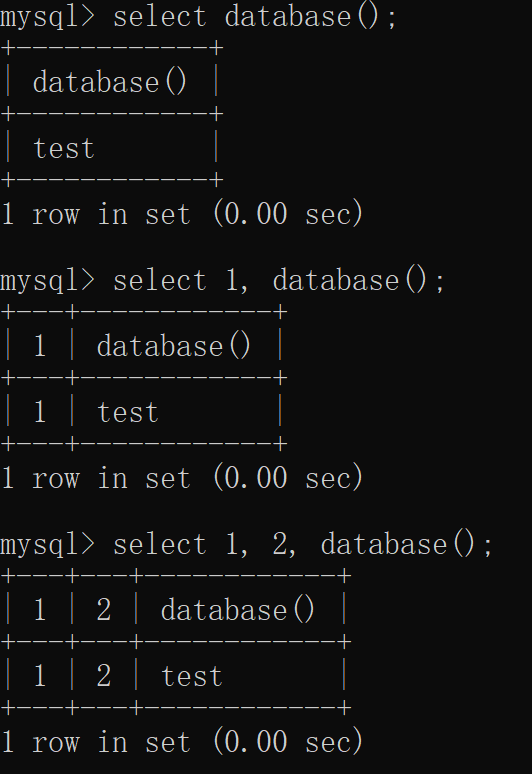 mysql> select database();
+------------+
| database() |
+------------+
| test       |
+------------+
1 row in set (0.00 sec)

mysql> select 1, database();
+---+------------+
| 1 | database() |
+---+------------+
| 1 | test       |
+---+------------+
1 row in set (0.00 sec)

mysql> select 1, 2, database();
+---+---+------------+
| 1 | 2 | database() |
+---+---+------------+
| 1 | 2 | test       |
+---+---+------------+
1 row in set (0.00 sec)